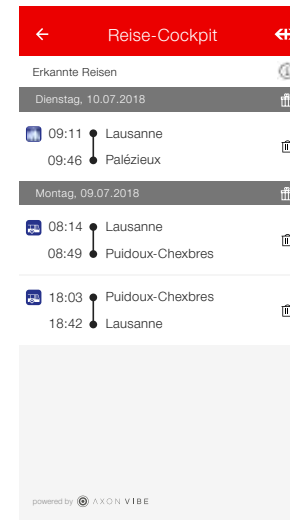 Reise-Cockpit
Erkannte Reisen
Dienstag, 10.07.2018
09:11 Lausanne
09:46 Palézieux
Montag, 09.07.2018
08:14 Lausanne
08:49 Puidoux-Chexbres
18:03 Puidoux-Chexbres
18:42 Lausanne
powered by AXON VIBE